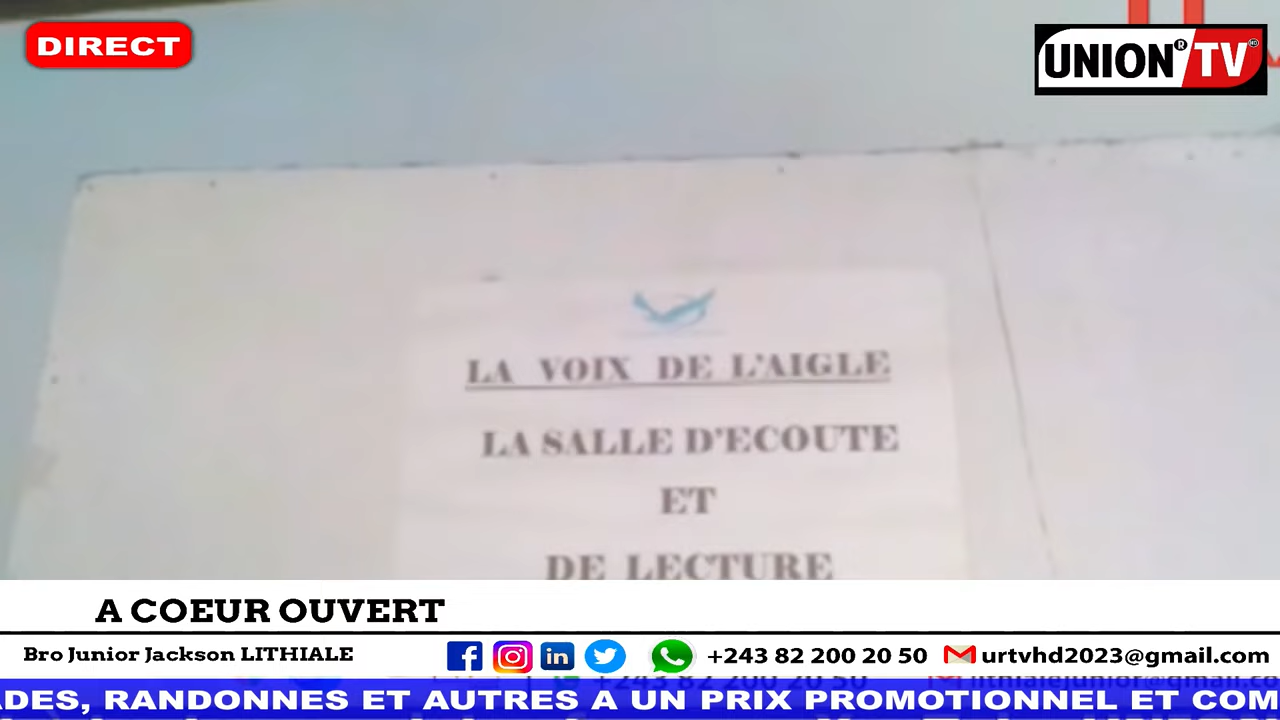 DIRECT
UNION® TV HD
LA VOIX DE L'AIGLE
LA SALLE D'ECOUTE
ET
DE LECTURE
A COEUR OUVERT
Bro Junior Jackson LITHIALE
+243 82 200 20 50
urtvhd2023@gmail.com
ADES, RANDONNES ET AUTRES A UN PRIX PROMOTIONNEL ET COM